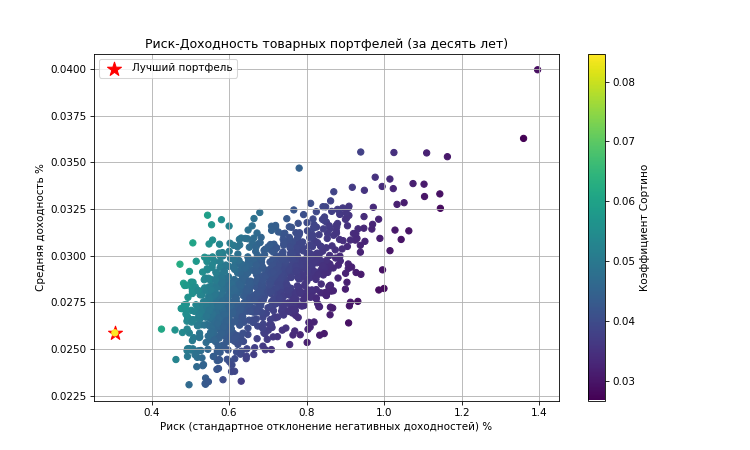 Риск-Доходность товарных портфелей (за десять лет)
Лучший портфель
0.0400
0.0375
0.0350
0.0325
0.0300
0.0275
0.0250
0.0225
Средняя доходность %
0.4 0.6 0.8 1.0 1.2 1.4
Риск (стандартное отклонение негативных доходностей) %
0.08
0.07
0.06
0.05
0.04
0.03
Коэффициент Сортино